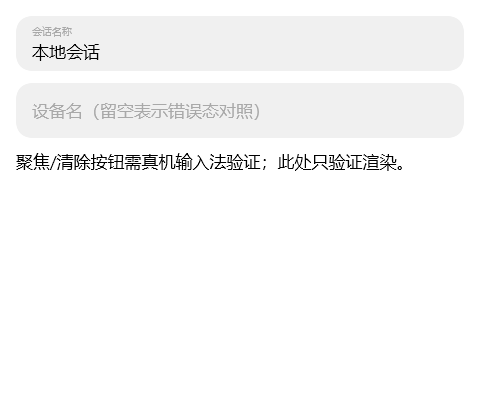 会话名称
本地会话
设备名（留空表示错误态对照）
聚焦/清除按钮需真机输入法验证；此处只验证渲染。